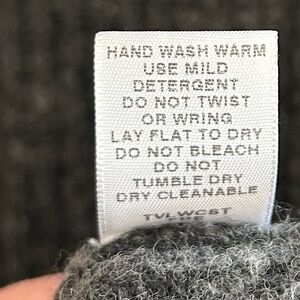 HAND WASH WARM
USE MILD
DETERGENT
DO NOT TWIST
OR WRING
LAY FLAT TO DRY
DO NOT BLEACH
DO NOT
TUMBLE DRY
DRY CLEANABLE
TVLWCST